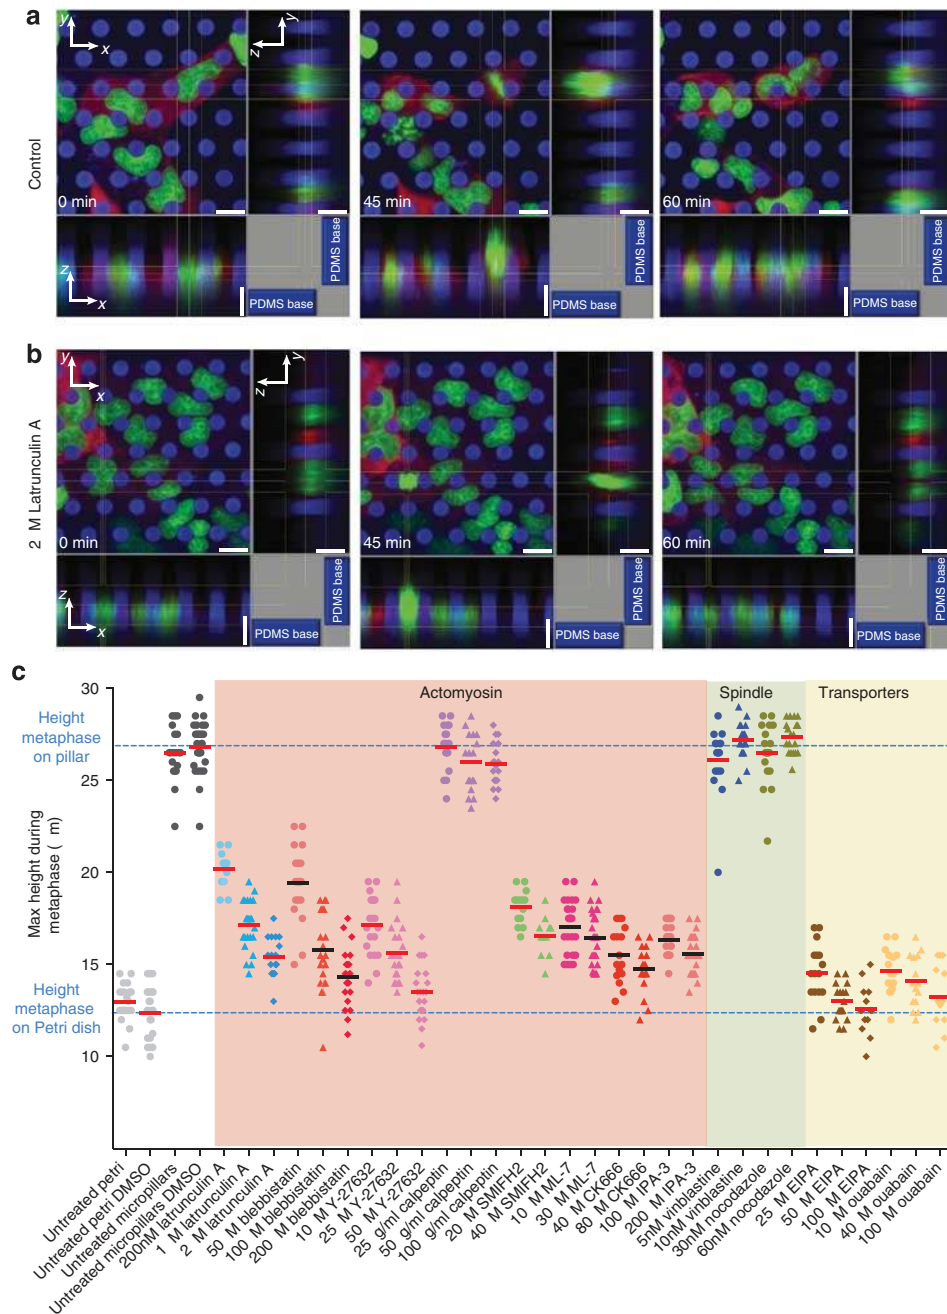 a
y
x
z
y
Control
0 min
45 min
60 min
z
x
PDMS base
PDMS base
PDMS base
PDMS base
PDMS base
PDMS base
b
y
x
z
y
2 M Latrunculin A
0 min
45 min
60 min
z
x
PDMS base
PDMS base
PDMS base
PDMS base
PDMS base
PDMS base
c
30
25
20
15
10
Max height during
metaphase ( m)
Height
metaphase
on pillar
Height
metaphase
on Petri dish
Actomyosin
Spindle
Transporters
Untreated petri
Untreated petri DMSO
Untreated micropillars
Untreated micropillars DMSO
200nM latrunculin A
1 M latrunculin A
2 M latrunculin A
50 M blebbistatin
100 M blebbistatin
200 M blebbistatin
10 M Y-27632
25 M Y-27632
50 M Y-27632
25 g/ml calpeptin
50 g/ml calpeptin
100 g/ml calpeptin
20 M SMIFH2
40 M SMIFH2
10 M ML-7
30 M ML-7
40 M CK666
80 M CK666
100 M IPA-3
200 M IPA-3
5nM vinblastine
10nM vinblastine
30nM nocodazole
60nM nocodazole
25 M EIPA
50 M EIPA
100 M EIPA
10 M ouabain
40 M ouabain
100 M ouabain